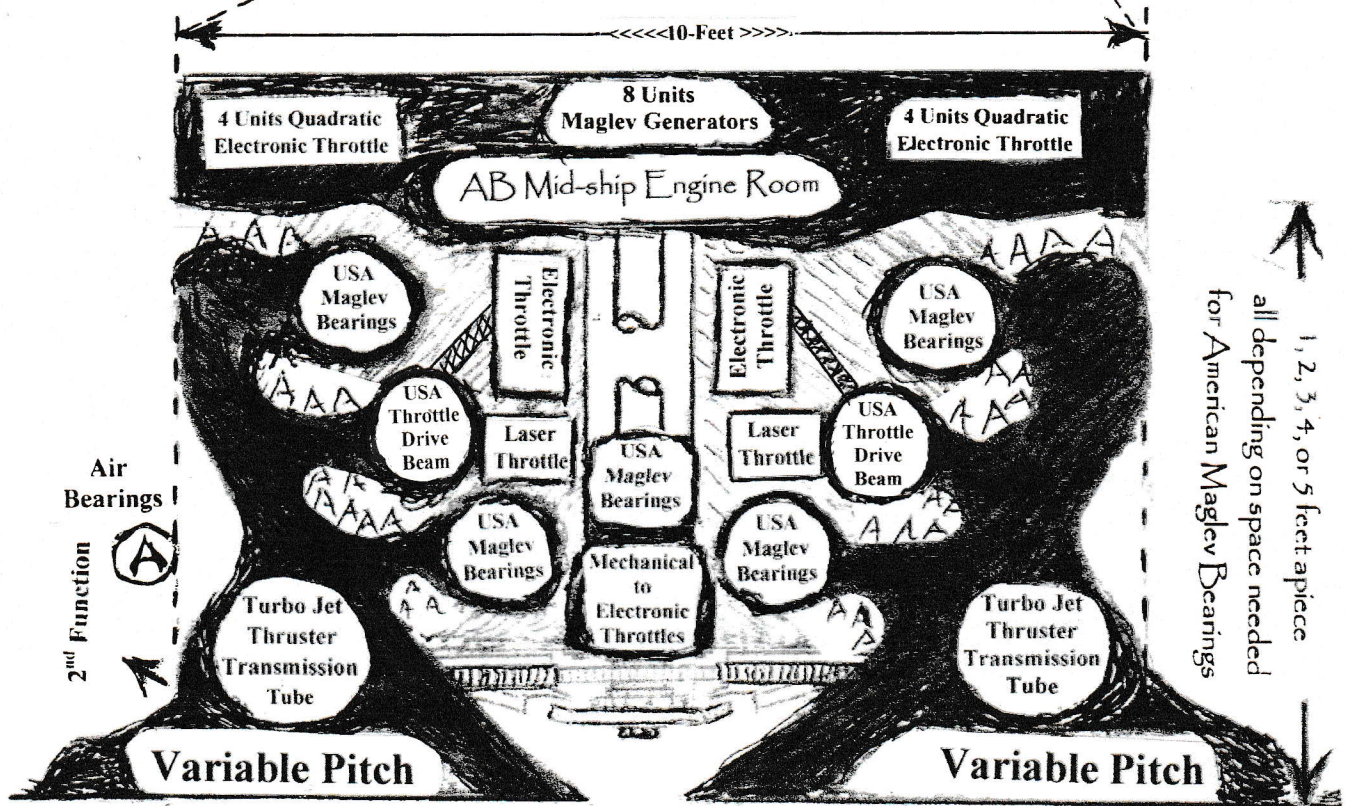 <<<<<10-Feet >>>>
4 Units Quadratic
Electronic Throttle
8 Units
Maglev Generators
4 Units Quadratic
Electronic Throttle
AB Mid-ship Engine Room
A A A
A A A A
USA
Maglev
Bearings
Electronic
Throttle
Electronic
Throttle
USA
Maglev
Bearings
A A A
A A
A A A
USA
Throttle
Drive
Beam
Laser
Throttle
USA
Maglev
Bearings
Laser
Throttle
USA
Throttle
Drive
Beam
A A
A A A A
A A
A A A
USA
Maglev
Bearings
Mechanical
to
Electronic
Throttles
USA
Maglev
Bearings
A
A A
A A
A
Air
Bearings
A
2nd Function
Turbo Jet
Thruster
Transmission
Tube
Turbo Jet
Thruster
Transmission
Tube
Variable Pitch
Variable Pitch
1, 2, 3, 4, or 5 feet apiece
all depending on space needed
for American Maglev Bearings